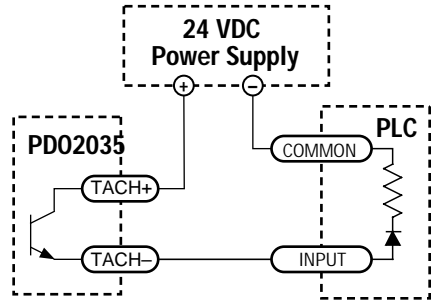 24 VDC
Power Supply
+
−
PLC
PDO2035
COMMON
TACH+
TACH−
INPUT